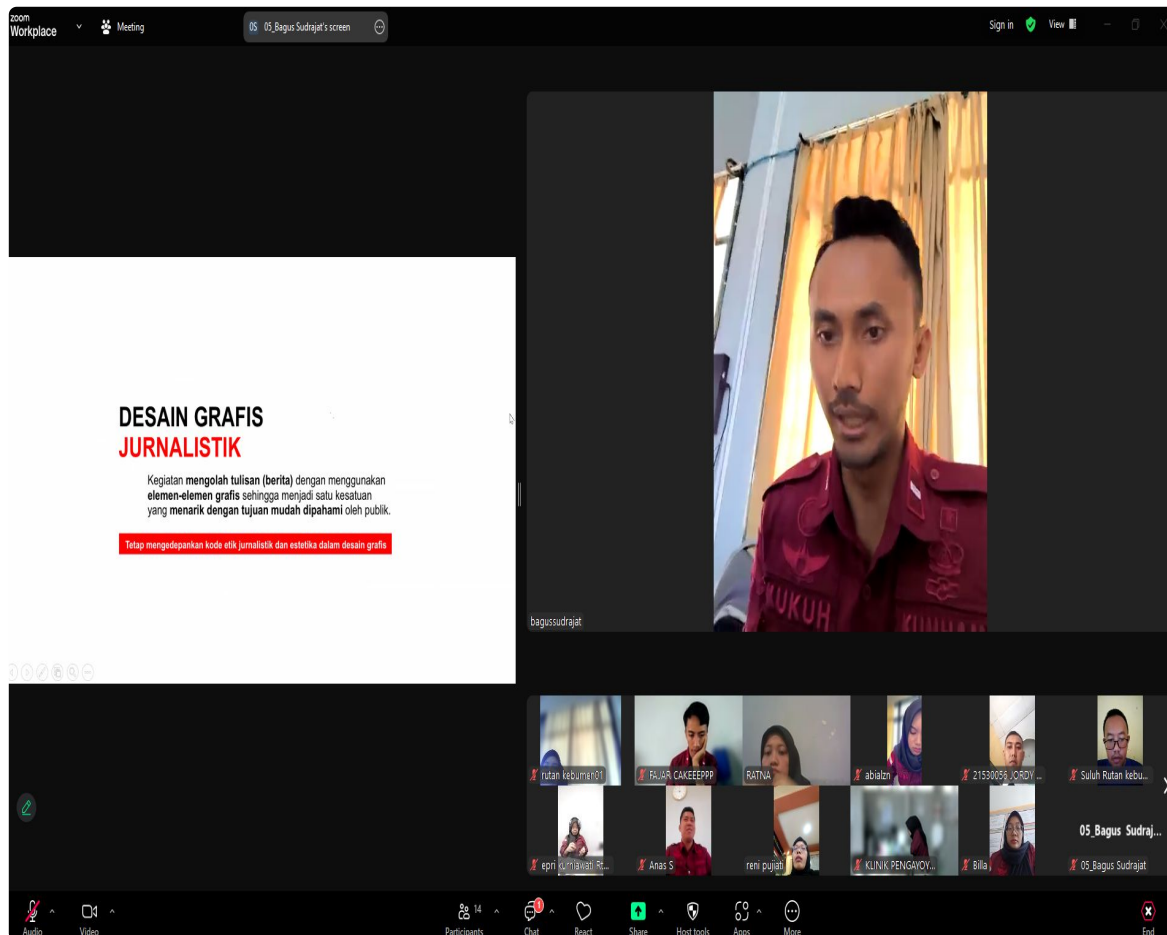 zoom
Workplace
Meeting
OS 05_Bagus Sudrajat's screen
Sign in
View
DESAIN GRAFIS
JURNALISTIK
Kegiatan mengolah tulisan (berita) dengan menggunakan
elemen-elemen grafis sehingga menjadi satu kesatuan
yang menarik dengan tujuan mudah dipahami oleh publik.
Tetap mengedepankan kode etik jurnalistik dan estetika dalam desain grafis
KUKUH
bagussudrajat
rutan kebumen01
FAJAR CAKEEEPPP
RATNA
abialzn
21530056 JORDY ...
Suluh Rutan kebu...
epri kurniawati Rt...
Anas S
reni pujiati
KLINIK PENGAYOY...
Billa
05_Bagus Sudraj...
05_Bagus Sudrajat
Audio
Video
14
Participants
1
Chat
React
Share
Host tools
Apps
More
End